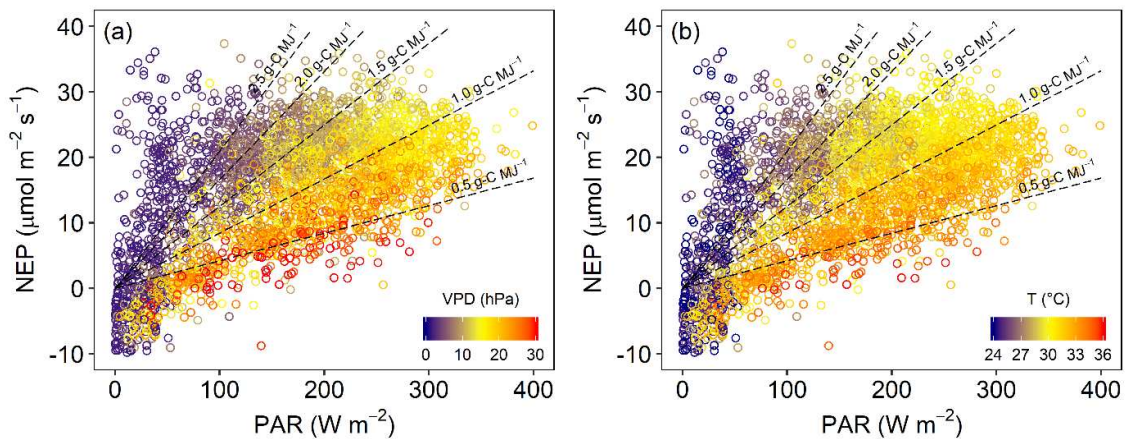 (a)
NEP (μmol m⁻² s⁻¹)
40
30
20
10
0
-10
2.5 g-C MJ⁻¹
2.0 g-C MJ⁻¹
1.5 g-C MJ⁻¹
1.0 g-C MJ⁻¹
0.5 g-C MJ⁻¹
VPD (hPa)
0 10 20 30
0 100 200 300 400
PAR (W m⁻²)
(b)
NEP (μmol m⁻² s⁻¹)
40
30
20
10
0
-10
2.5 g-C MJ⁻¹
2.0 g-C MJ⁻¹
1.5 g-C MJ⁻¹
1.0 g-C MJ⁻¹
0.5 g-C MJ⁻¹
T (°C)
24 27 30 33 36
0 100 200 300 400
PAR (W m⁻²)